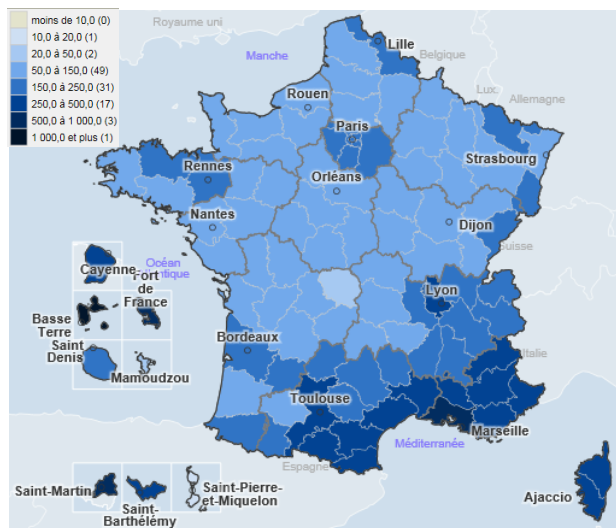 moins de 10,0 (0)
10,0 à 20,0 (1)
20,0 à 50,0 (2)
50,0 à 150,0 (49)
150,0 à 250,0 (31)
250,0 à 500,0 (17)
500,0 à 1 000,0 (3)
1 000,0 et plus (1)
Royaume uni
Manche
Lille
Belgique
Lux.
Allemagne
Rouen
Paris
Strasbourg
Rennes
Orléans
Nantes
Dijon
Suisse
Océan
Atlantique
Cayenne
Fort
de
France
Basse
Terre
Saint
Denis
Mamoudzou
Lyon
Bordeaux
Italie
Toulouse
Marseille
Méditerranée
Espagne
Ajaccio
Saint-Martin
Saint-
Barthélémy
Saint-Pierre-
et-Miquelon